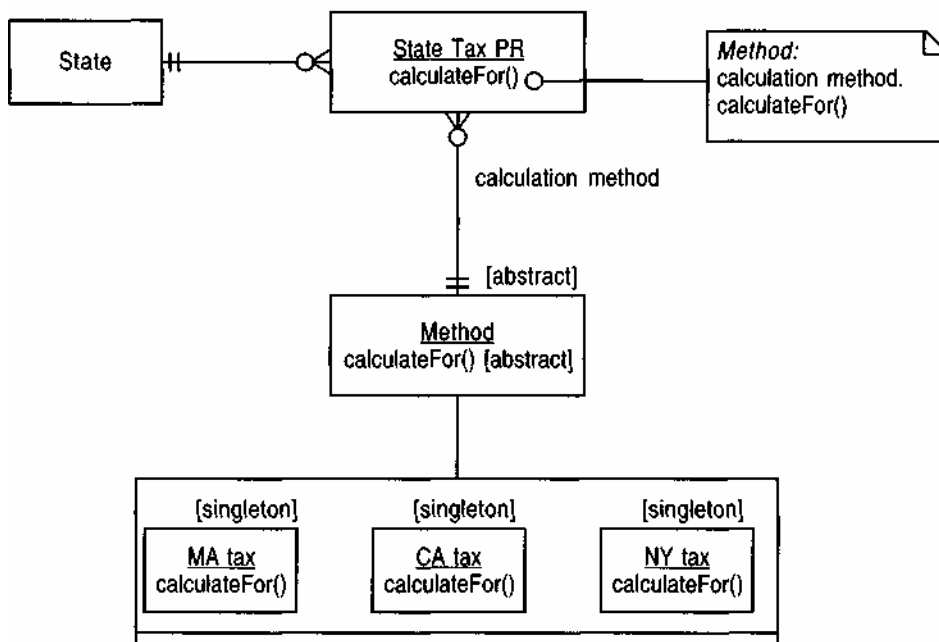 State
State Tax PR
calculateFor()
Method:
calculation method.
calculateFor()
calculation method
[abstract]
Method
calculateFor() [abstract]
[singleton]
[singleton]
[singleton]
MA tax
calculateFor()
CA tax
calculateFor()
NY tax
calculateFor()